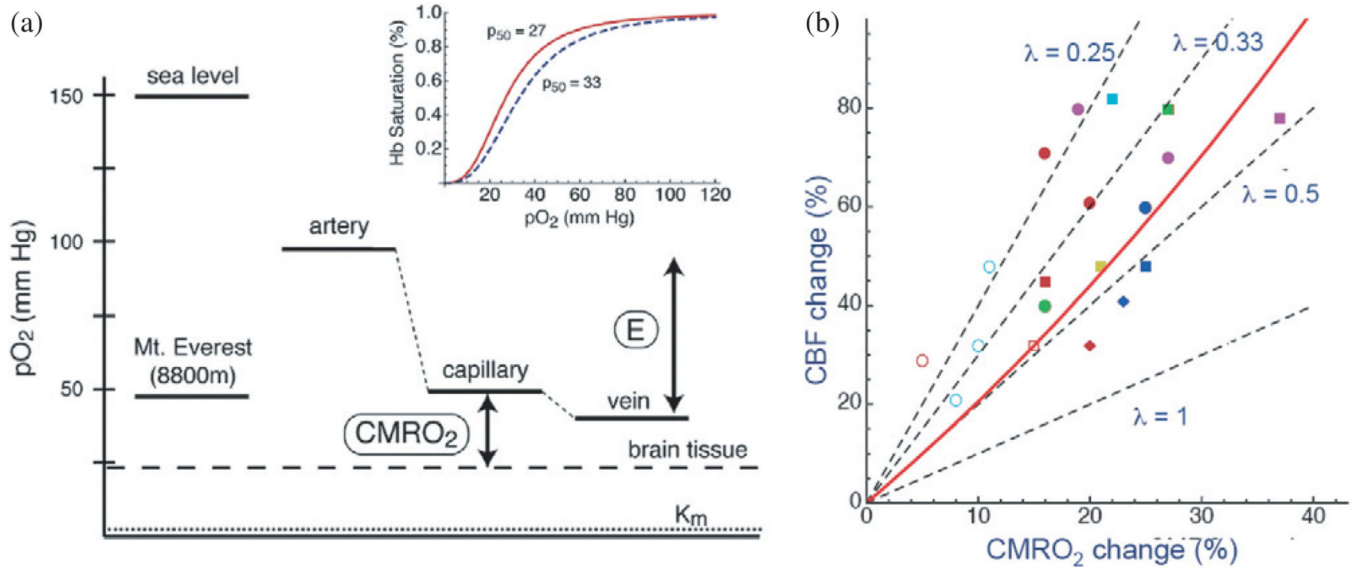 (a)
1.0
0.8
0.6
0.4
0.2
Hb Saturation (%)
p50 = 27
p50 = 33
20 40 60 80 100 120
pO2 (mm Hg)
150
100
50
pO2 (mm Hg)
sea level
artery
Mt. Everest
(8800m)
capillary
vein
E
CMRO2
brain tissue
Km
(b)
80
60
40
20
0
CBF change (%)
λ = 0.25
λ = 0.33
λ = 0.5
λ = 1
0 10 20 30 40
CMRO2 change (%)